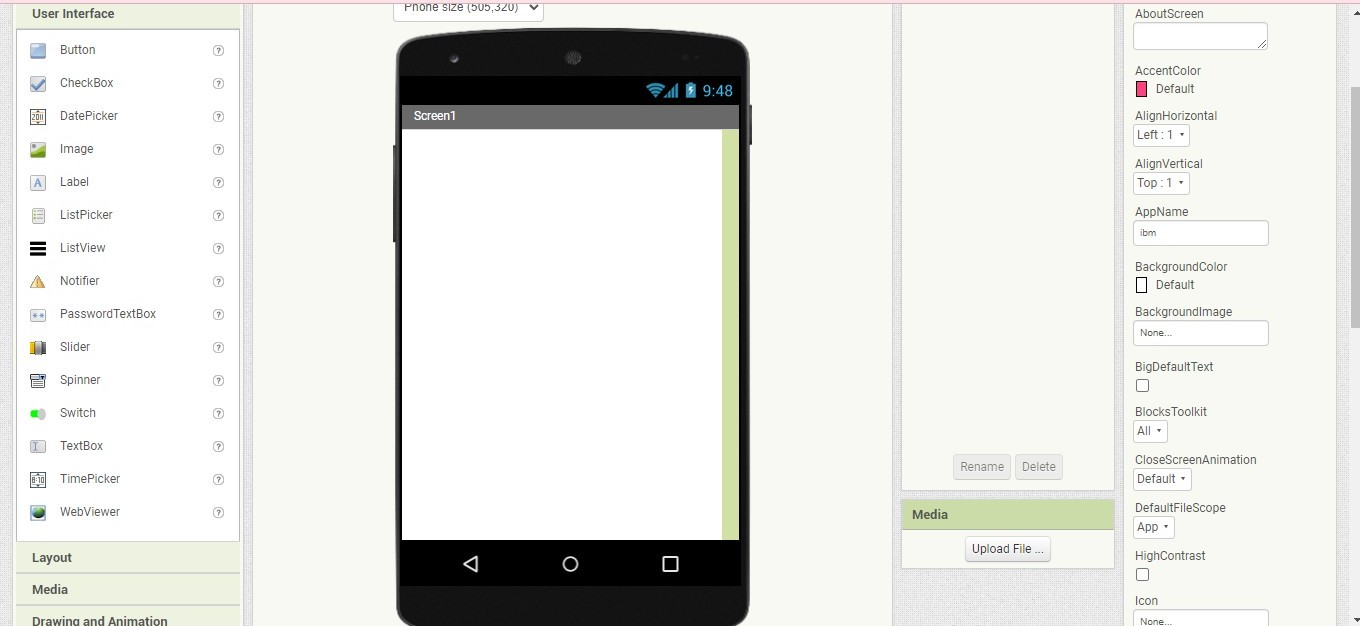 User Interface
Button
CheckBox
DatePicker
Image
Label
ListPicker
ListView
Notifier
PasswordTextBox
Slider
Spinner
Switch
TextBox
TimePicker
WebViewer
Layout
Media
Drawing and Animation
Phone size (505,320)
9:48
Screen1
Rename Delete
Media
Upload File ...
AboutScreen
AccentColor
Default
AlignHorizontal
Left : 1
AlignVertical
Top : 1
AppName
ibm
BackgroundColor
Default
BackgroundImage
None...
BigDefaultText
BlocksToolkit
All
CloseScreenAnimation
Default
DefaultFileScope
App
HighContrast
Icon
None...